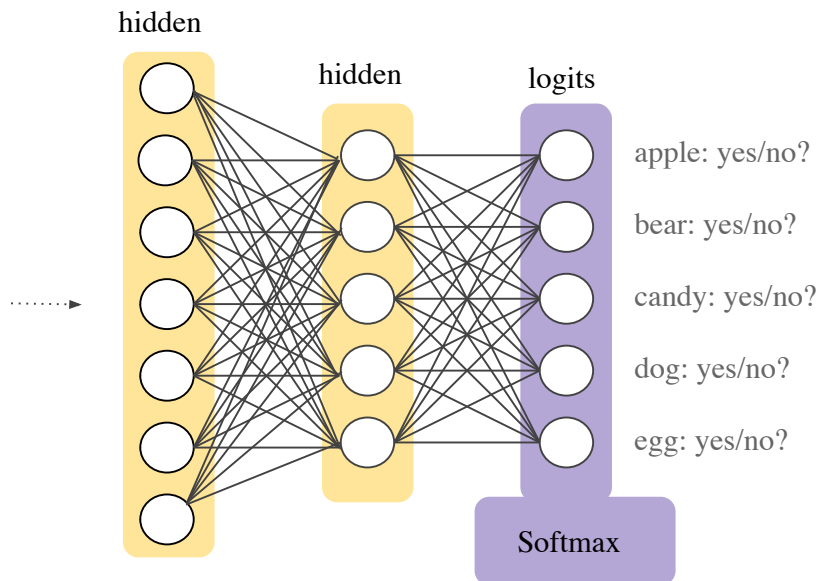 hidden
hidden
logits
apple: yes/no?
bear: yes/no?
candy: yes/no?
dog: yes/no?
egg: yes/no?
Softmax